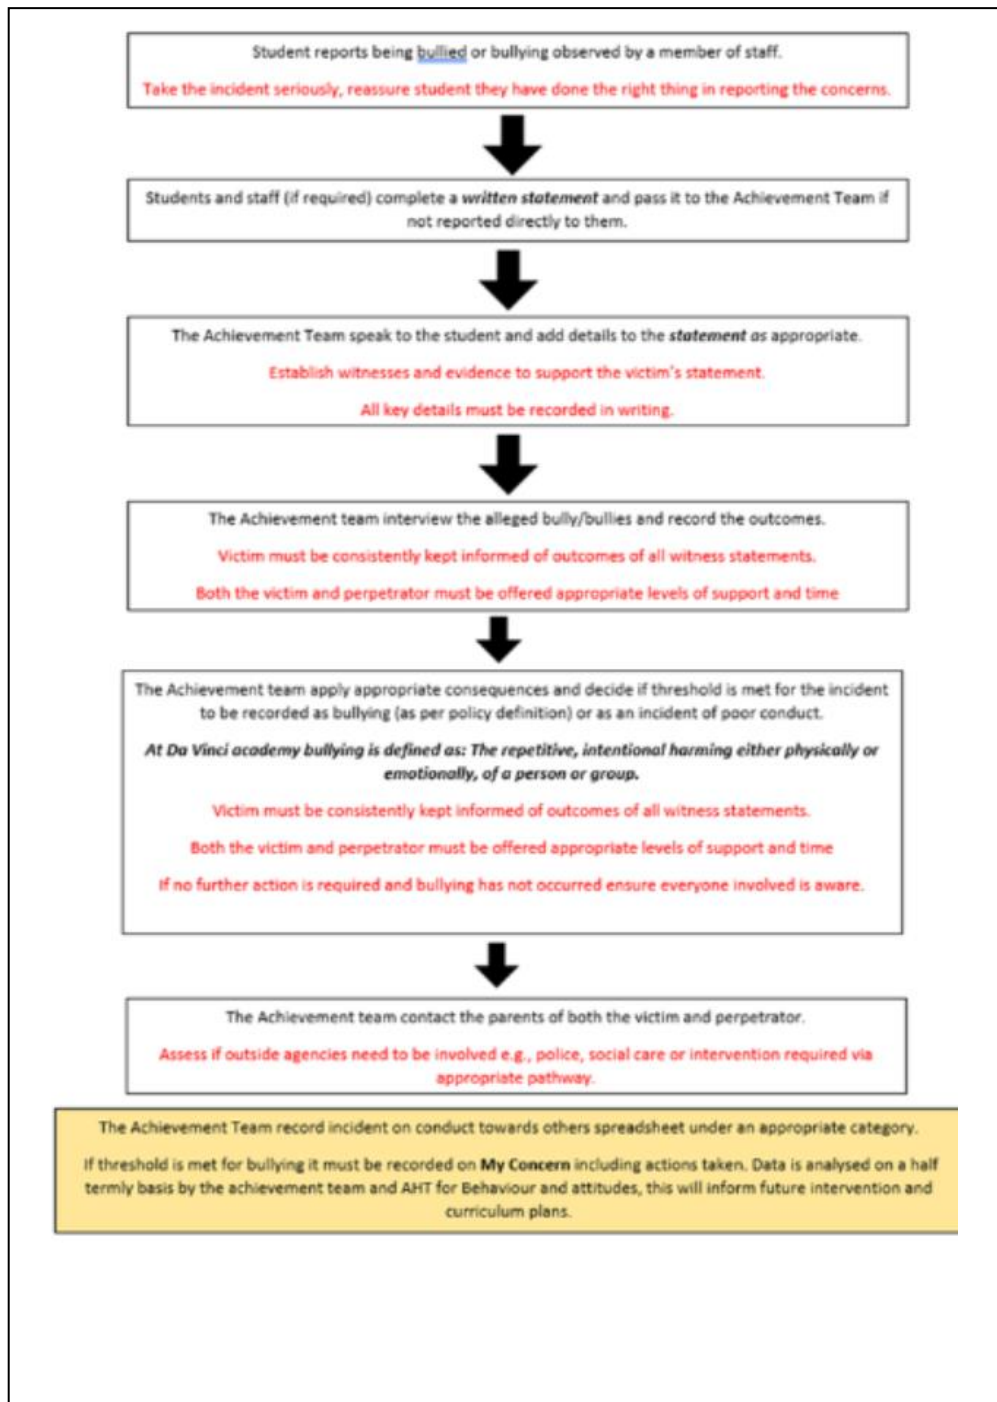 Student reports being bullied or bullying observed by a member of staff.
Take the incident seriously, reassure student they have done the right thing in reporting the concerns.
Students and staff (if required) complete a written statement and pass it to the Achievement Team if
not reported directly to them.
The Achievement Team speak to the student and add details to the statement as appropriate.
Establish witnesses and evidence to support the victim's statement.
All key details must be recorded in writing.
The Achievement team interview the alleged bully/bullies and record the outcomes.
Victim must be consistently kept informed of outcomes of all witness statements.
Both the victim and perpetrator must be offered appropriate levels of support and time
The Achievement team apply appropriate consequences and decide if threshold is met for the incident
to be recorded as bullying (as per policy definition) or as an incident of poor conduct.
At Da Vinci academy bullying is defined as: The repetitive, intentional harming either physically or
emotionally, of a person or group.
Victim must be consistently kept informed of outcomes of all witness statements.
Both the victim and perpetrator must be offered appropriate levels of support and time
If no further action is required and bullying has not occurred ensure everyone involved is aware.
The Achievement team contact the parents of both the victim and perpetrator.
Assess if outside agencies need to be involved e.g., police, social care or intervention required via
appropriate pathway.
The Achievement Team record incident on conduct towards others spreadsheet under an appropriate category.
If threshold is met for bullying it must be recorded on My Concern including actions taken. Data is analysed on a half
termly basis by the achievement team and AHT for Behaviour and attitudes, this will inform future intervention and
curriculum plans.